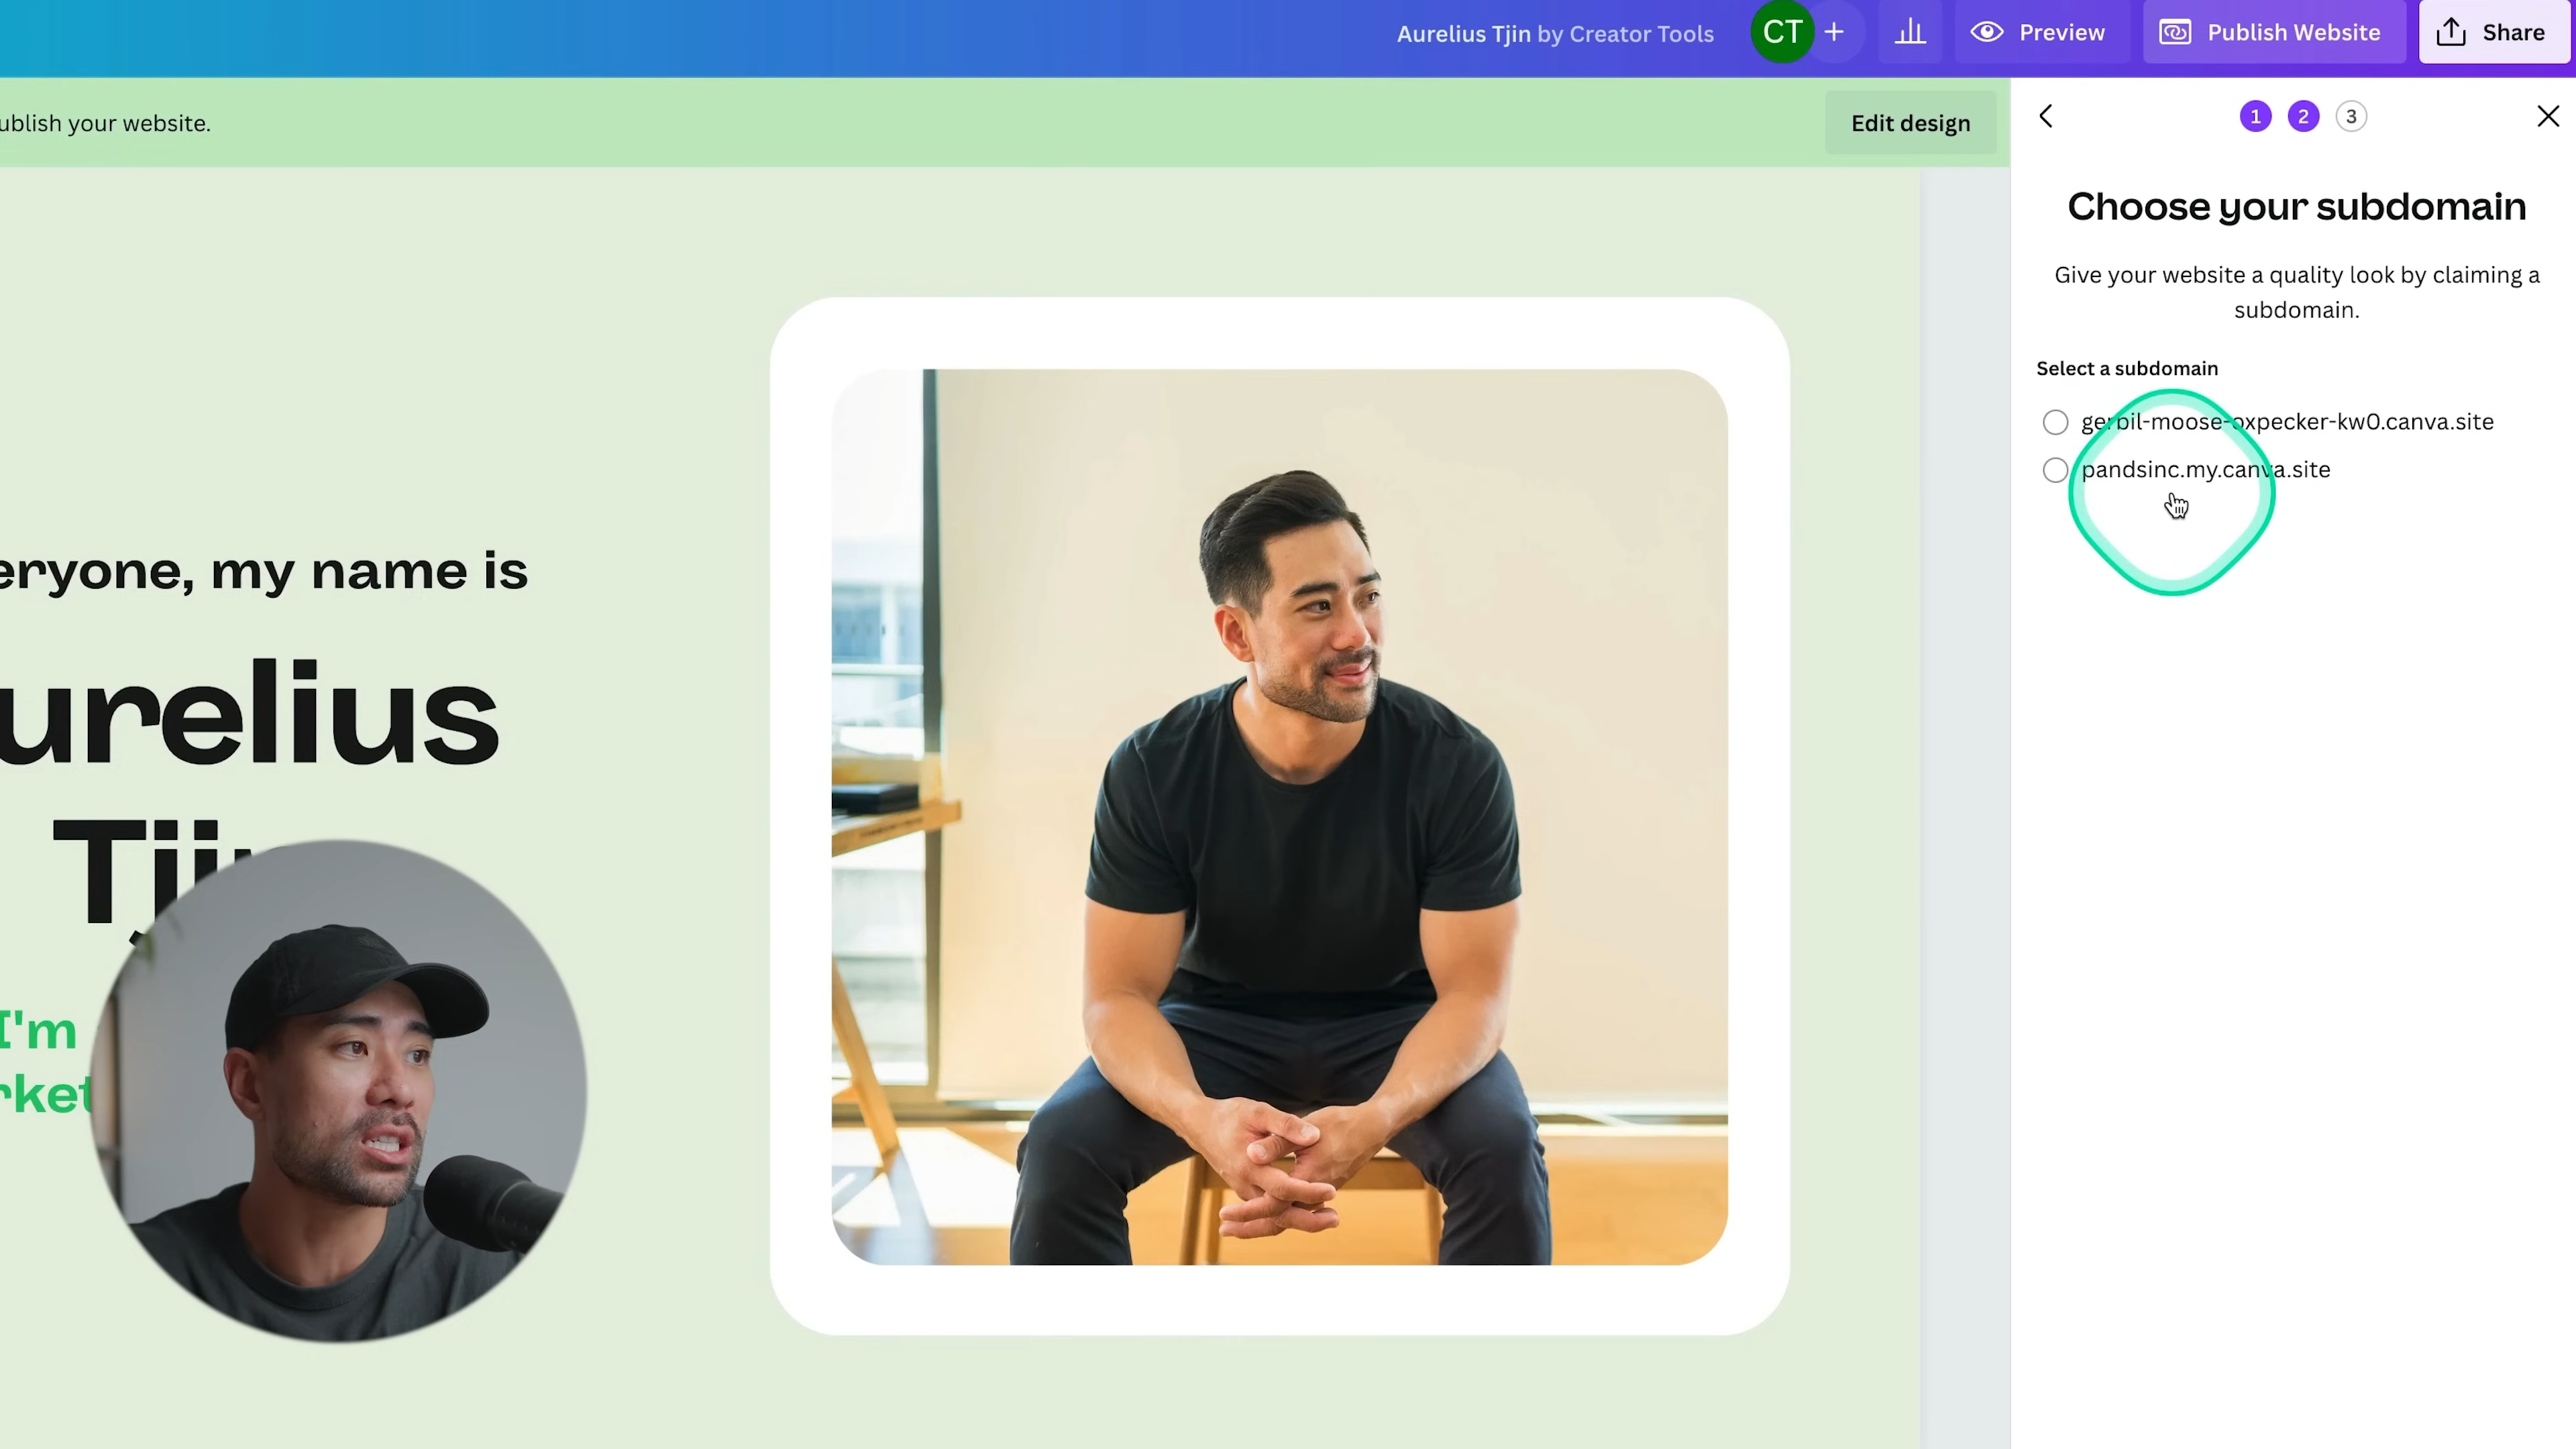 Aurelius Tjin by Creator Tools
CT
+
Preview
Publish Website
Share
ublish your website.
Edit design
1 2 3
Choose your subdomain
Give your website a quality look by claiming a
subdomain.
Select a subdomain
gerbil-moose-oxpecker-kw0.canva.site
pandsinc.my.canva.site
eryone, my name is
urelius
Tji
I'm
rket